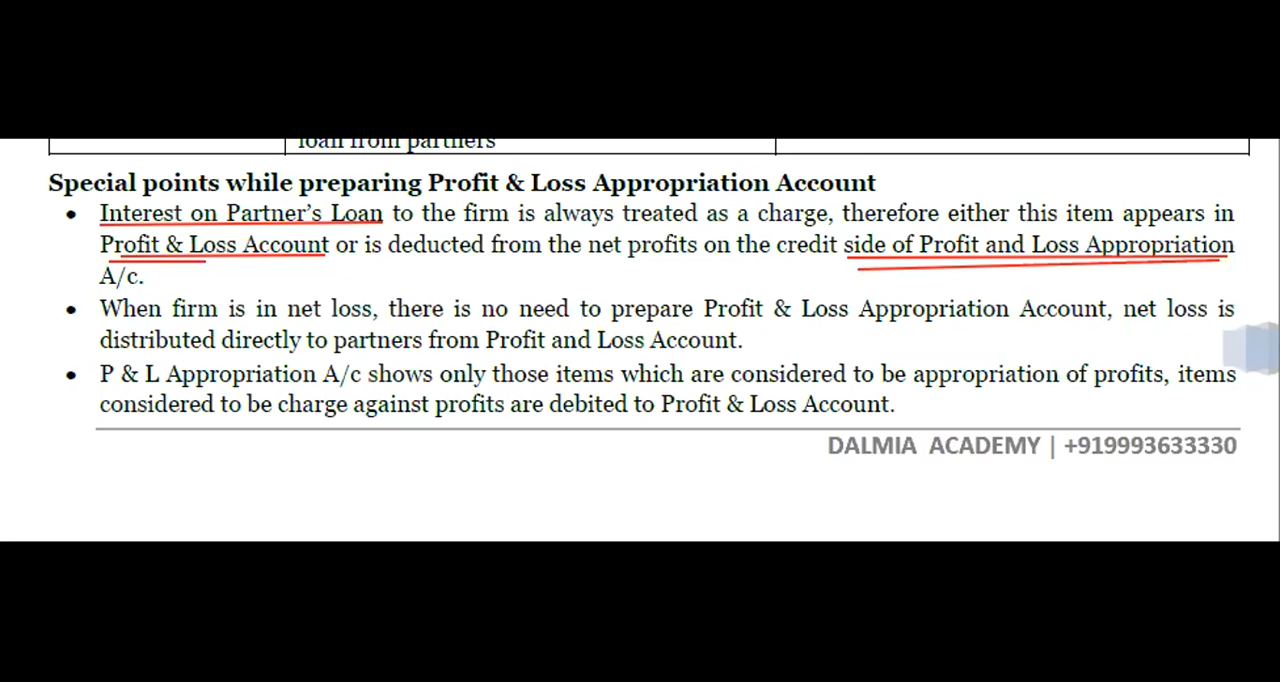 loan from partners
Special points while preparing Profit & Loss Appropriation Account
• Interest on Partner's Loan to the firm is always treated as a charge, therefore either this item appears in
Profit & Loss Account or is deducted from the net profits on the credit side of Profit and Loss Appropriation
A/c.
• When firm is in net loss, there is no need to prepare Profit & Loss Appropriation Account, net loss is
distributed directly to partners from Profit and Loss Account.
• P & L Appropriation A/c shows only those items which are considered to be appropriation of profits, items
considered to be charge against profits are debited to Profit & Loss Account.
DALMIA ACADEMY | +919993633330